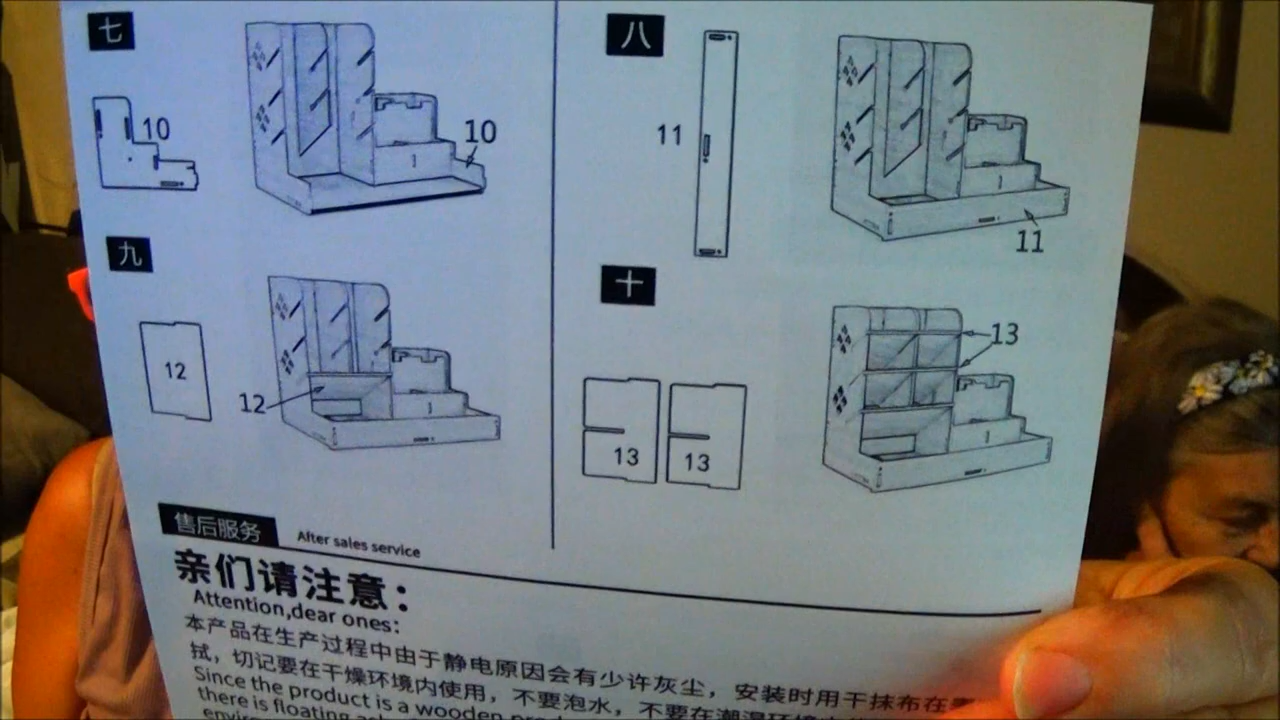 七
10
10
八
11
11
九
12
12
十
13
13
13
售后服务 After sales service
亲们请注意：
Attention,dear ones:
本产品在生产过程中由于静电原因会有少许灰尘，安装时用干抹布在
拭，切记要在干燥环境内使用，不要泡水，不要在潮湿环境
Since the product is a wooden
there is floating